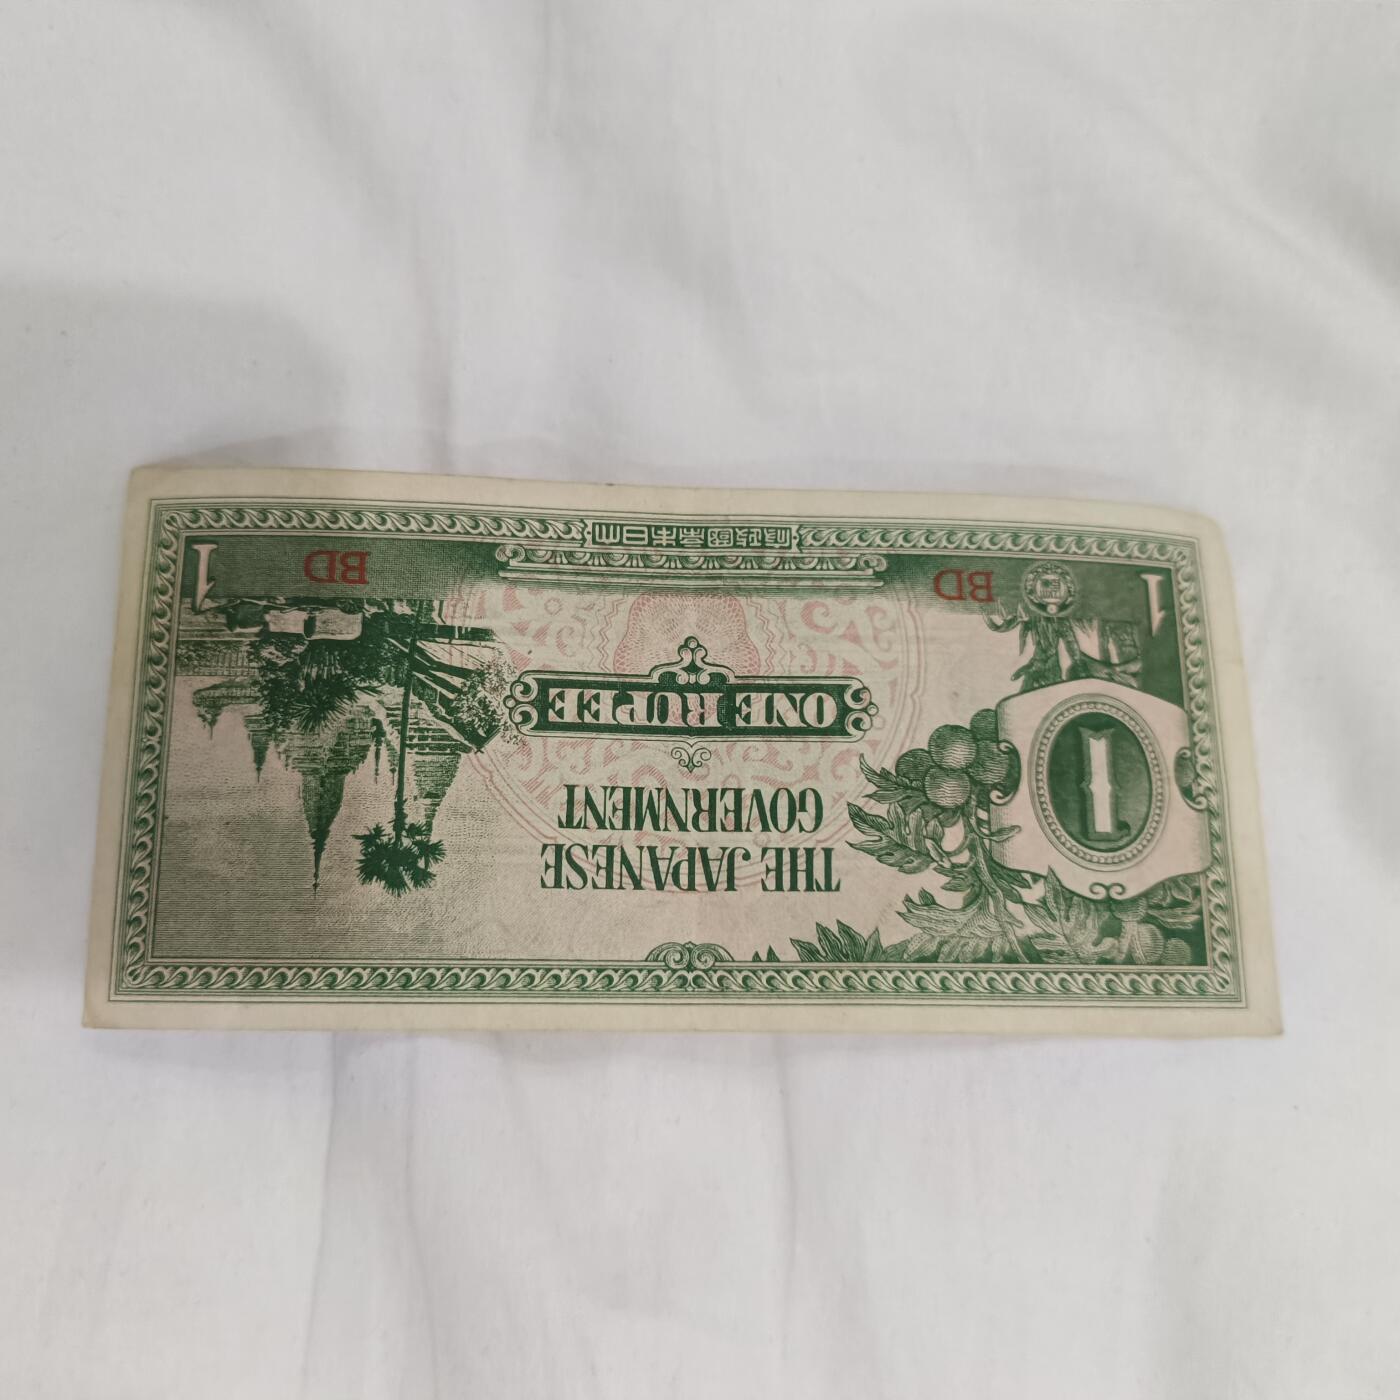 THE JAPANESE
GOVERNMENT
1
ONE RUPEE
1 BD BD 1
大日本帝國政府